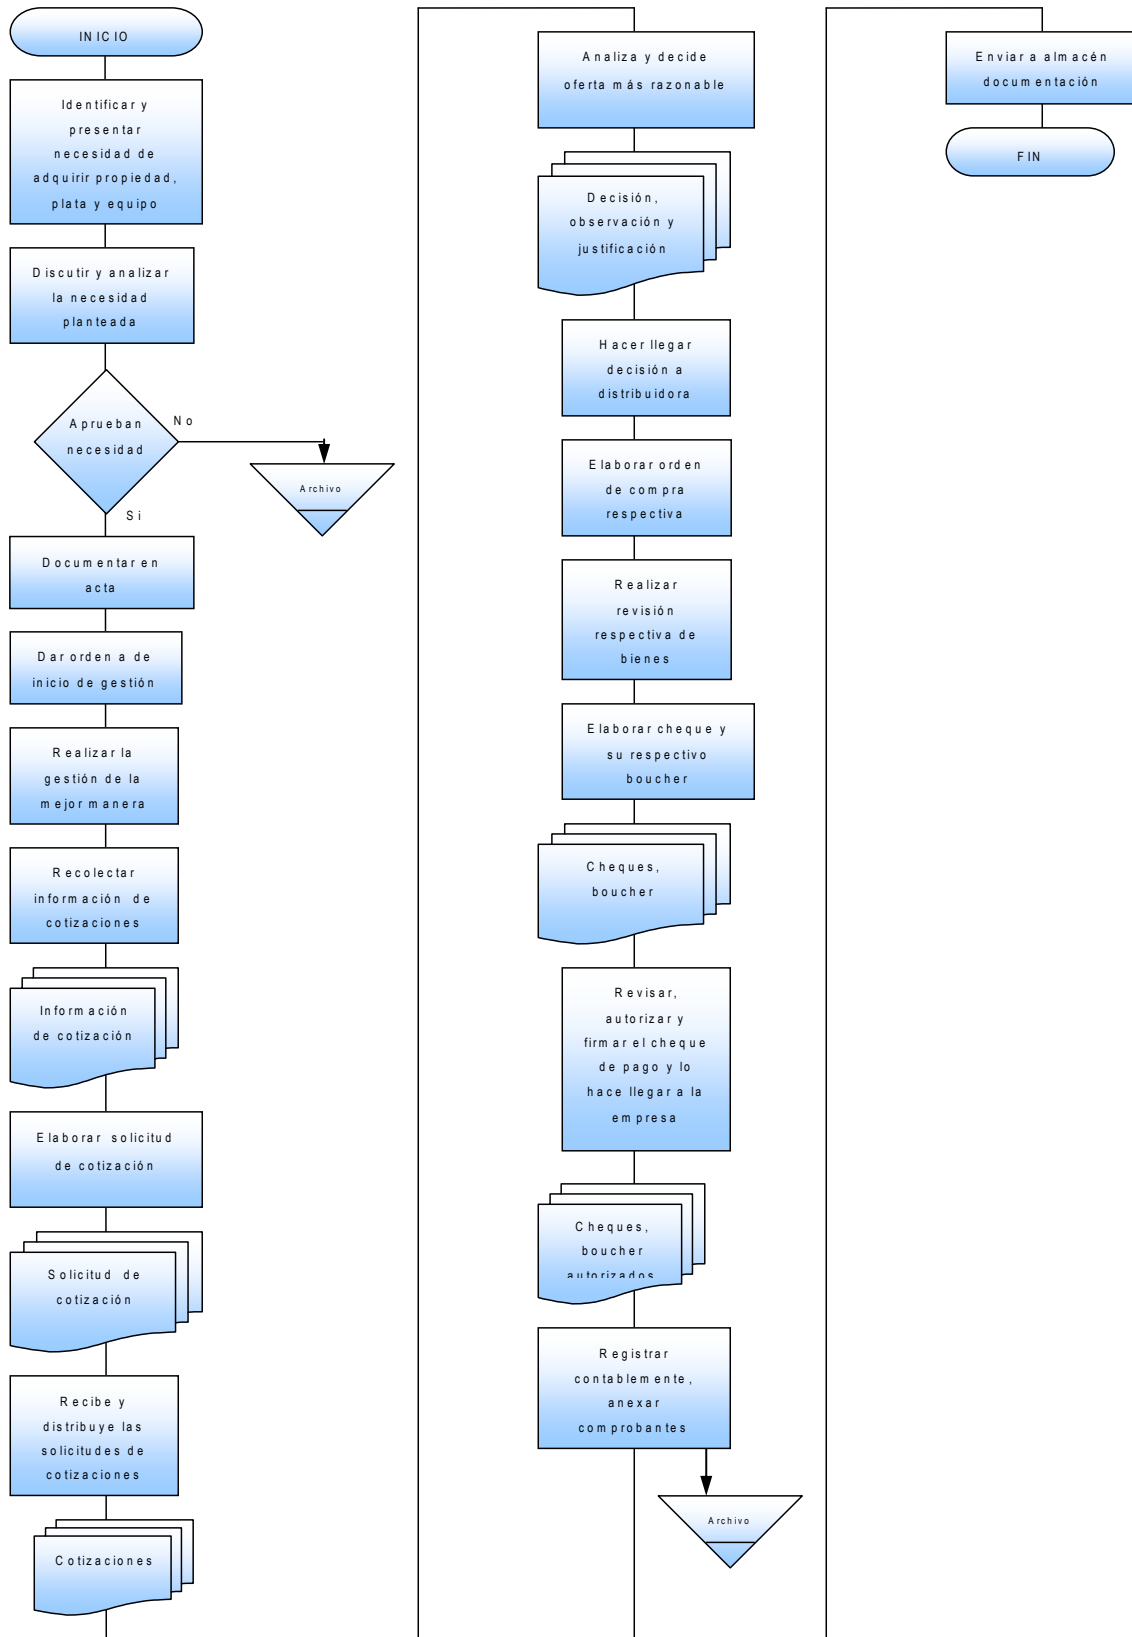 INICIO
Identificar y
presentar
necesidad de
adquirir propiedad,
plata y equipo
Discutir y analizar
la necesidad
planteada
Aprueban
necesidad
No
Archivo
Si
Documentar en
acta
Dar orden a de
inicio de gestión
Realizar la
gestión de la
mejor manera
Recolectar
información de
cotizaciones
Información
de cotización
Elaborar solicitud
de cotización
Solicitud de
cotización
Recibe y
distribuye las
solicitudes de
cotizaciones
Cotizaciones
Analiza y decide
oferta más razonable
Decisión,
observación y
justificación
Hacer llegar
decisión a
distribuidora
Elaborar orden
de compra
respectiva
Realizar
revisión
respectiva de
bienes
Elaborar cheque y
su respectivo
boucher
Cheques,
boucher
Revisar,
autorizar y
firmar el cheque
de pago y lo
hace llegar a la
empresa
Cheques,
boucher
autorizados
Registrar
contablemente,
anexar
comprobantes
Archivo
Enviar a almacén
documentación
FIN